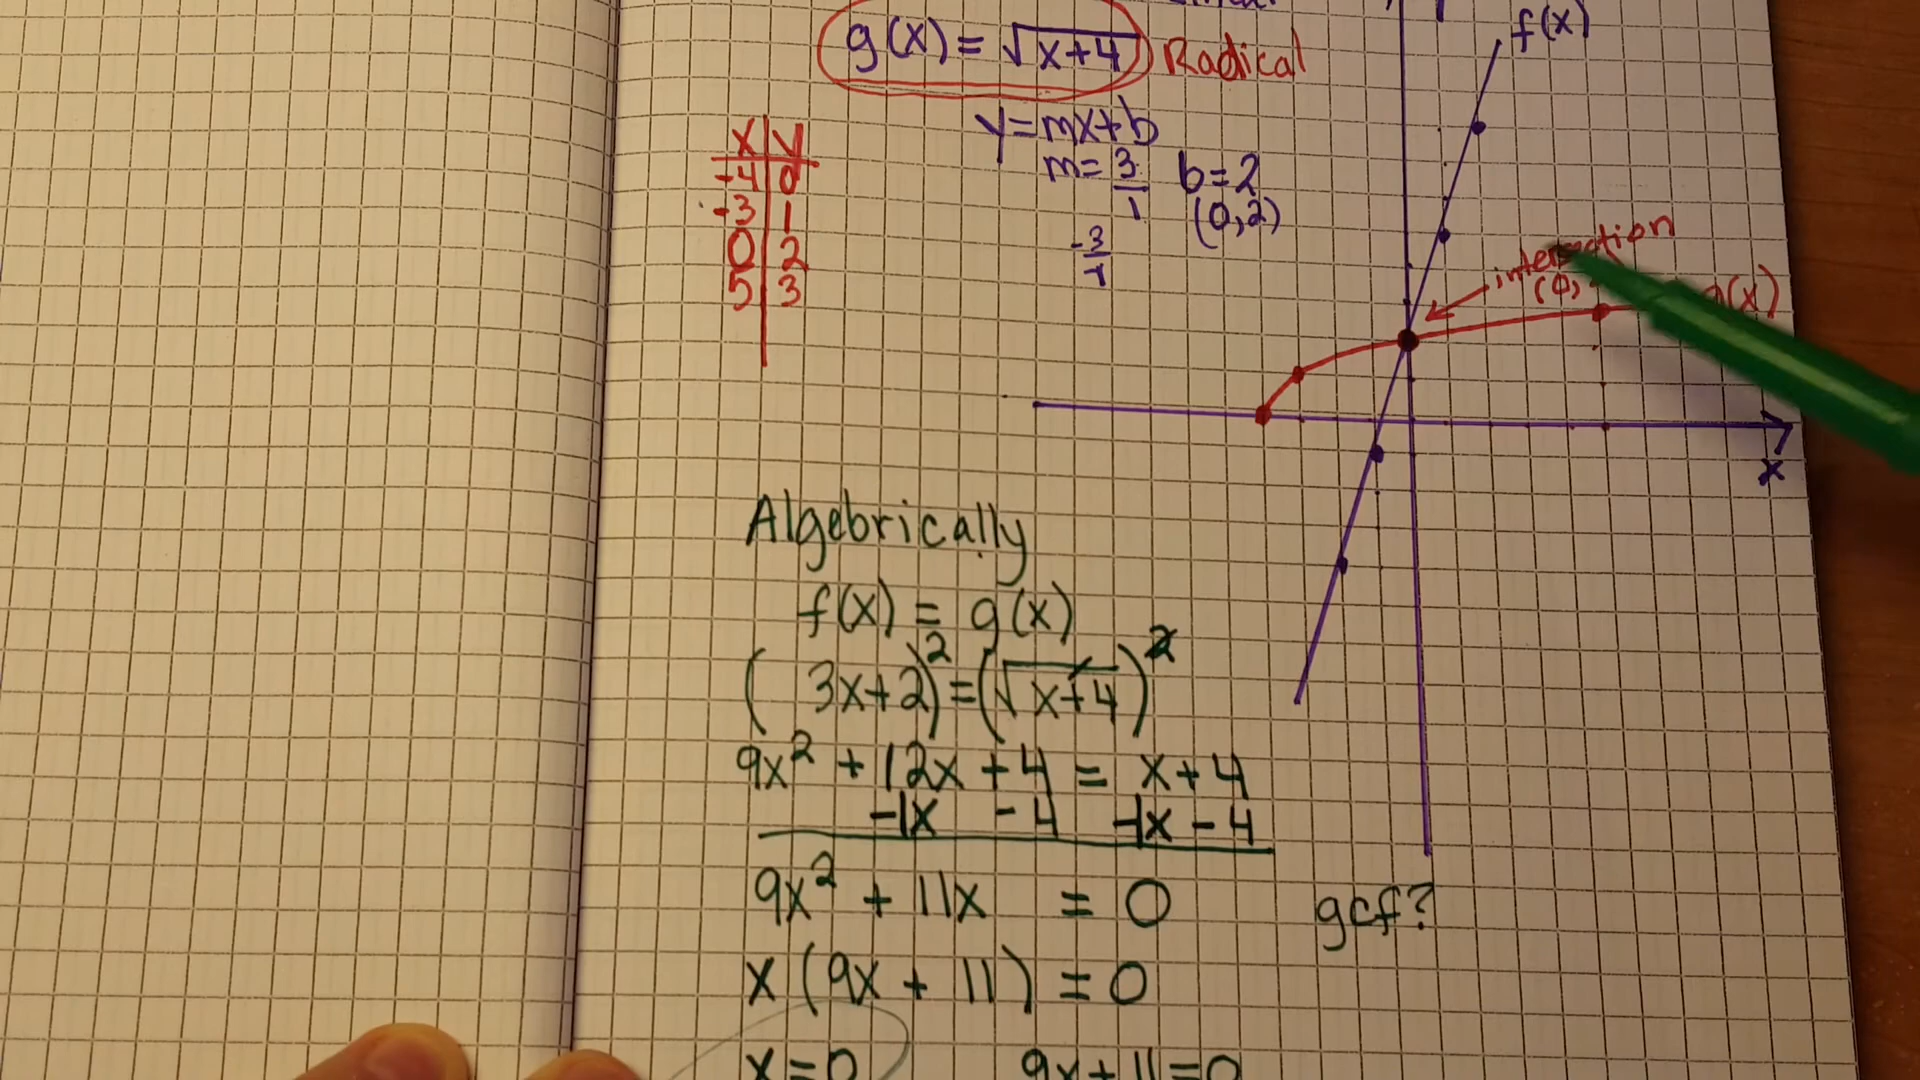 g(x) = √x+4 Radical
f(x)
x y
-4 0
-3 1
0 2
5 3
y=mx+b
m= 3/1 b=2
(0,2)
-3/-1
(0,
g(x)
x
Algebrically
f(x) = g(x)
(3x+2)² = (√x+4)²
9x² + 12x + 4 = x+4
-1x - 4 -1x - 4
9x² + 11x = 0 gcf?
x(9x + 11) = 0
x=0 9x+11=0